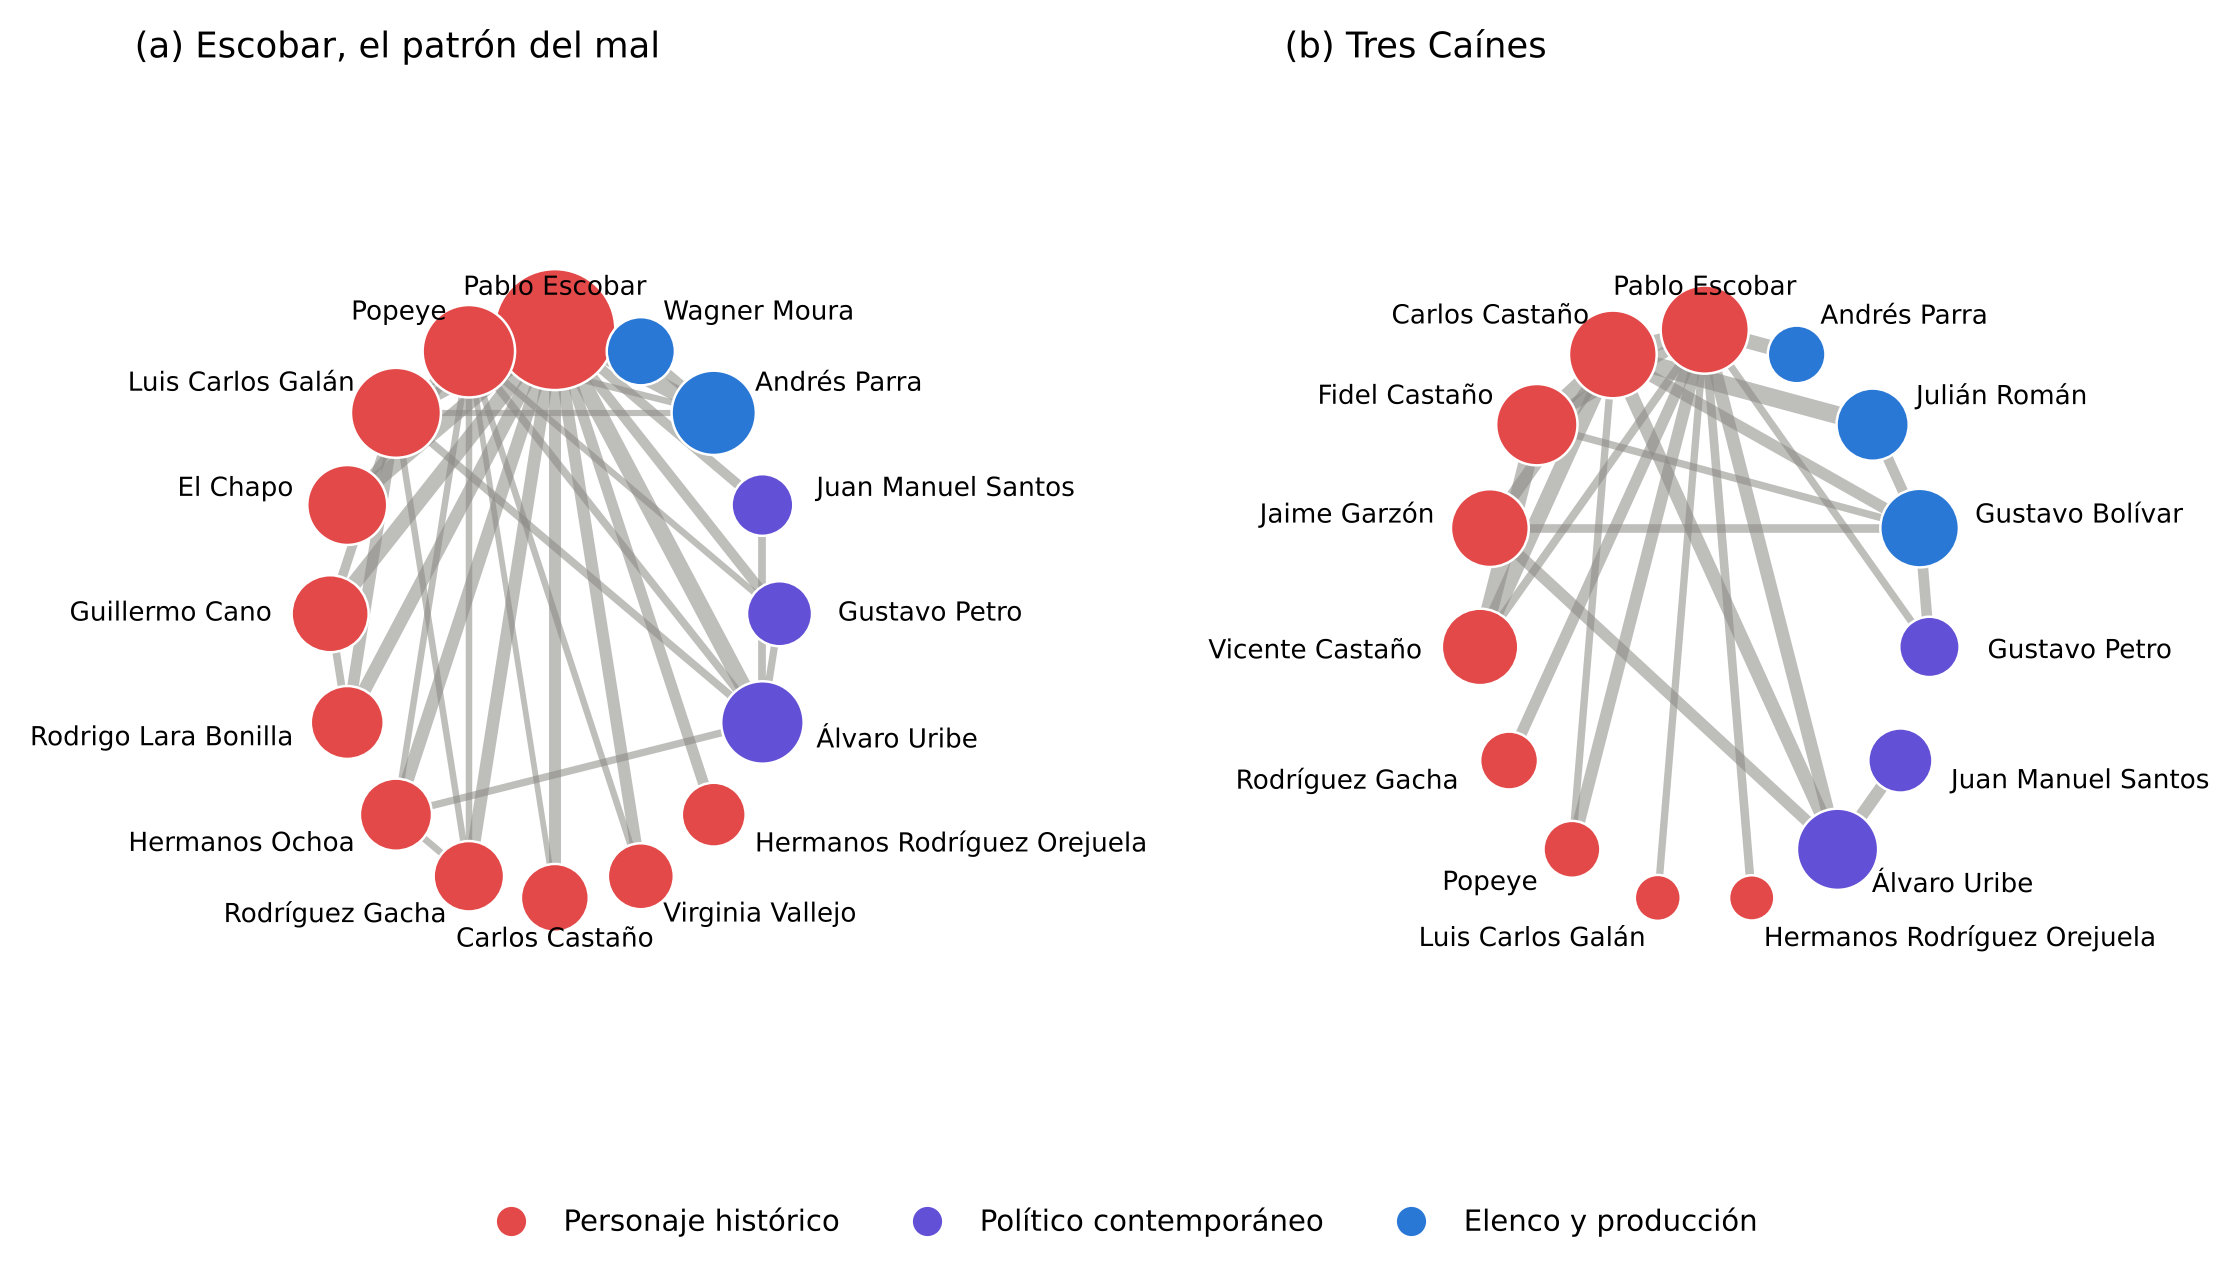 (a) Escobar, el patrón del mal
Pablo Escobar
Popeye
Wagner Moura
Luis Carlos Galán
Andrés Parra
El Chapo
Juan Manuel Santos
Guillermo Cano
Gustavo Petro
Rodrigo Lara Bonilla
Álvaro Uribe
Hermanos Ochoa
Hermanos Rodríguez Orejuela
Rodríguez Gacha
Virginia Vallejo
Carlos Castaño
(b) Tres Caínes
Pablo Escobar
Carlos Castaño
Andrés Parra
Fidel Castaño
Julián Román
Jaime Garzón
Gustavo Bolívar
Vicente Castaño
Gustavo Petro
Rodríguez Gacha
Juan Manuel Santos
Popeye
Álvaro Uribe
Luis Carlos Galán
Hermanos Rodríguez Orejuela
Personaje histórico
Político contemporáneo
Elenco y producción